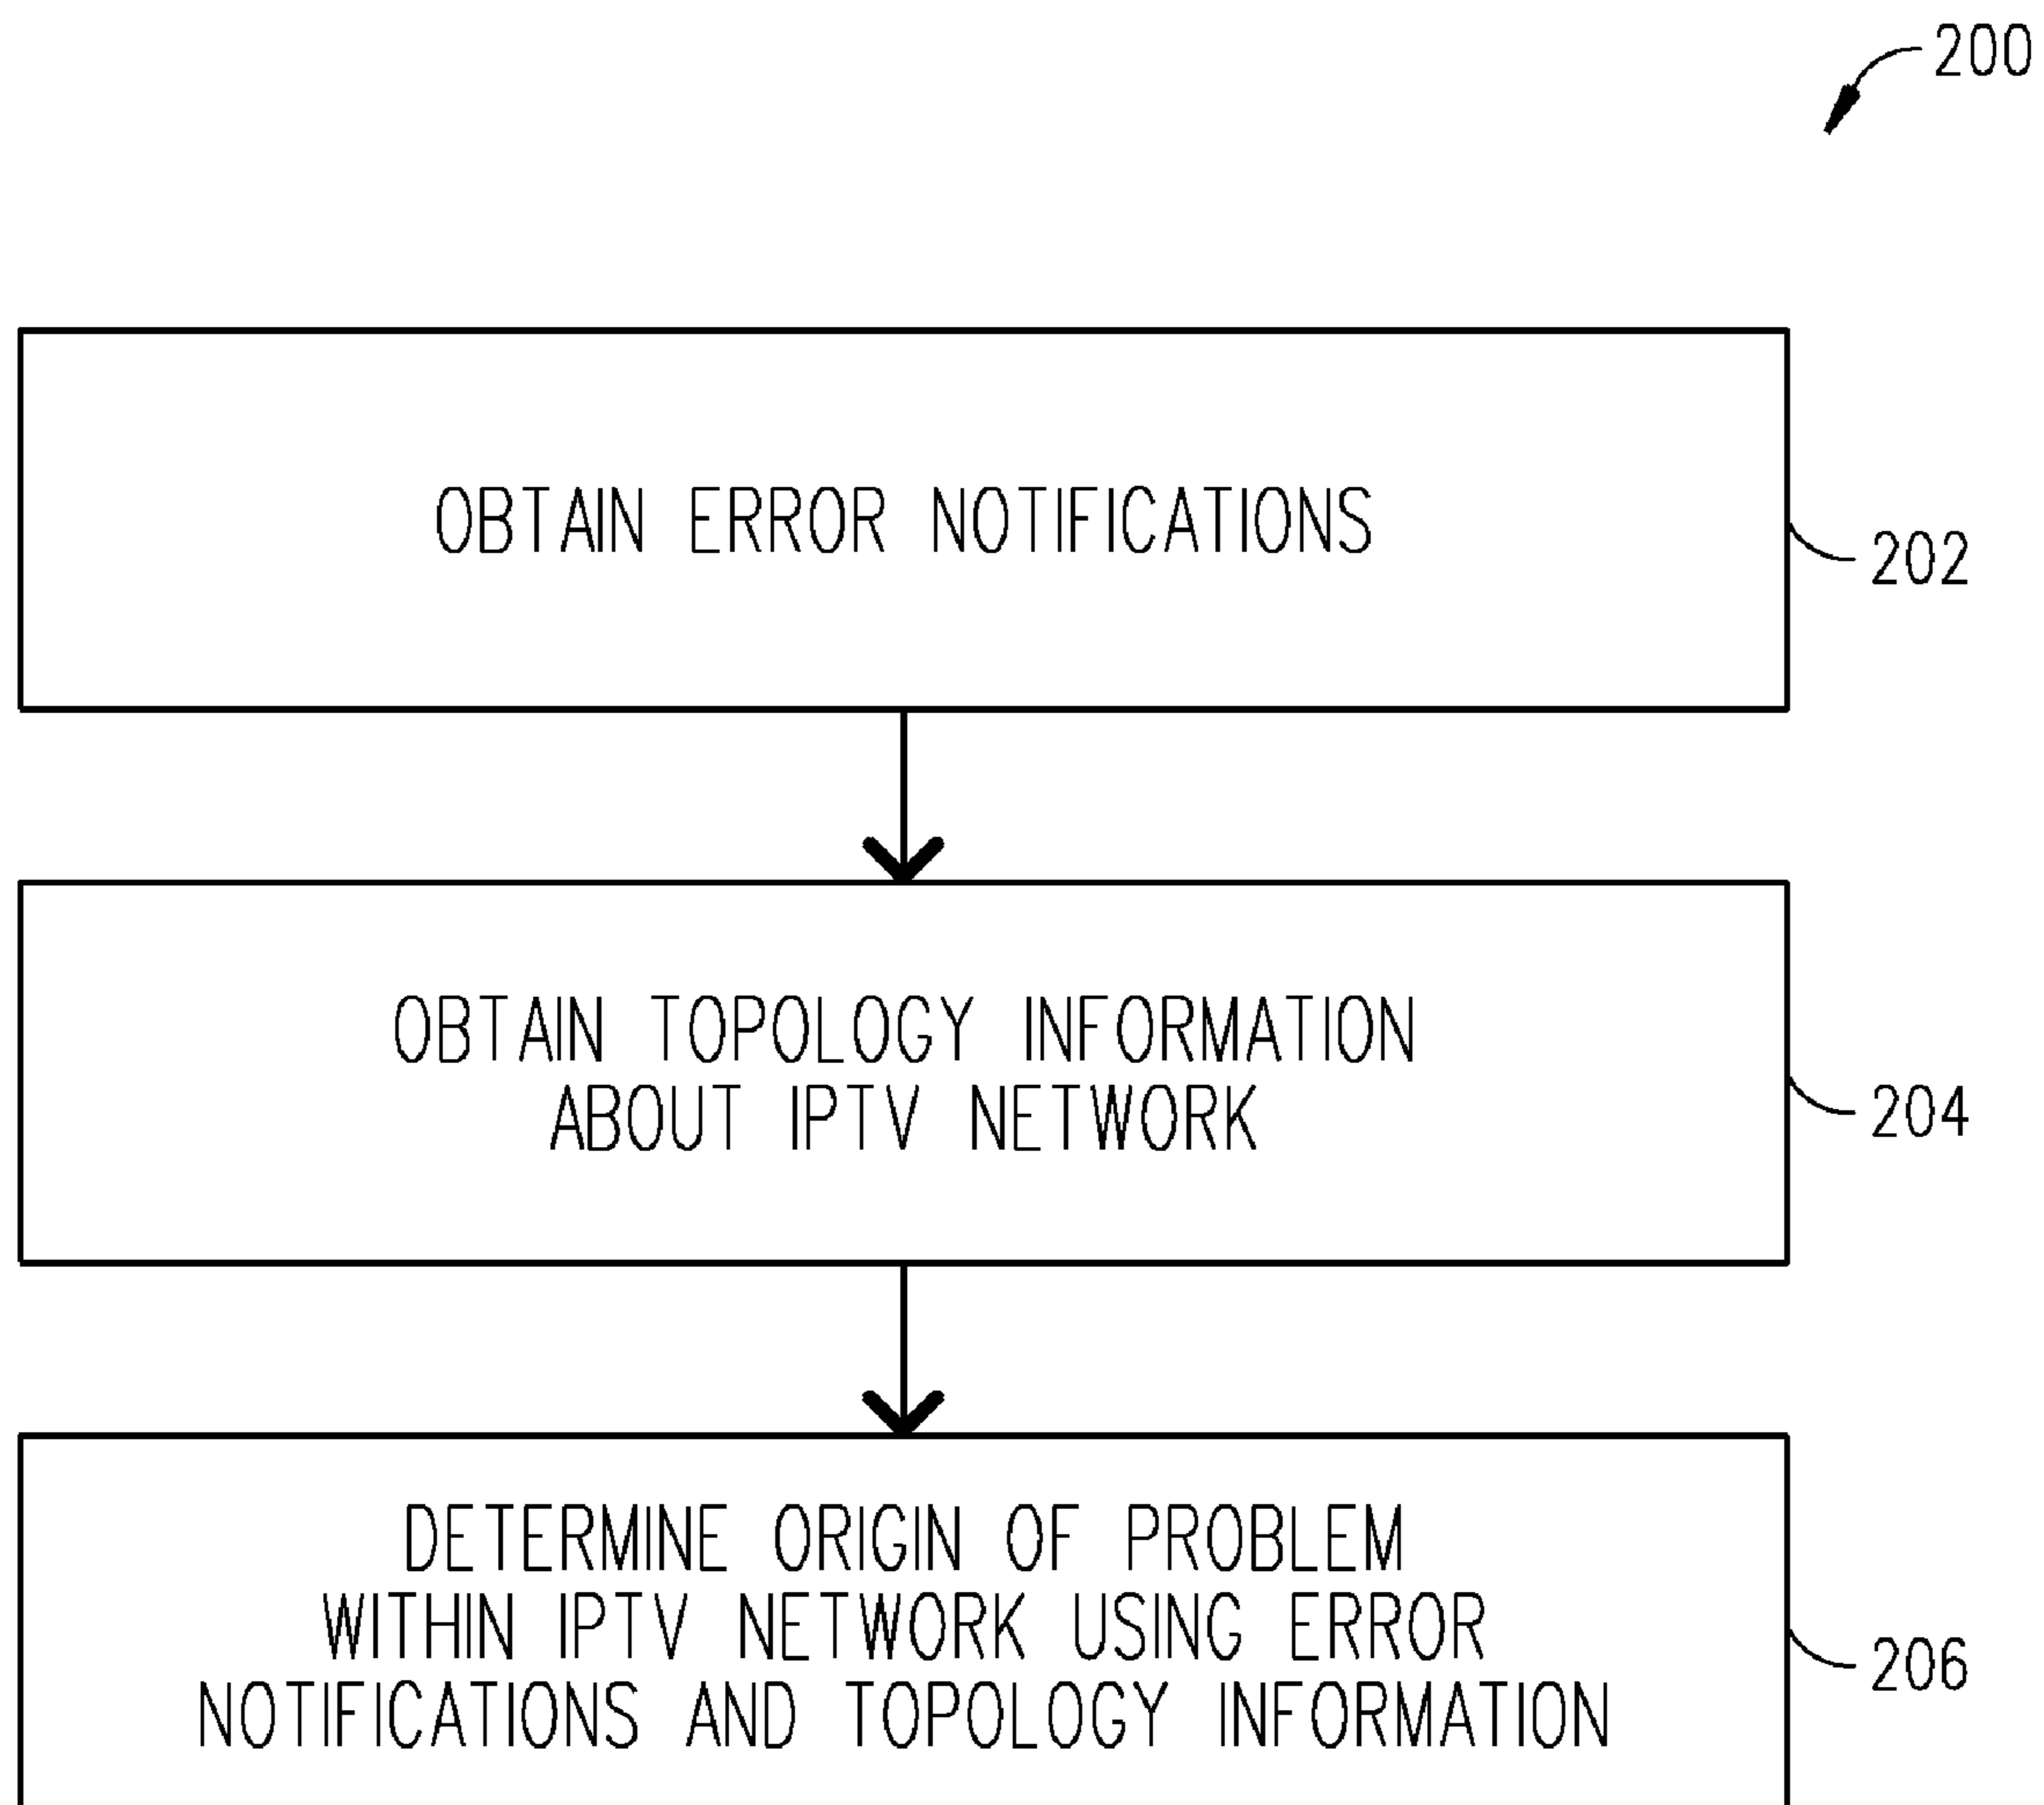 200
OBTAIN ERROR NOTIFICATIONS
202
OBTAIN TOPOLOGY INFORMATION
ABOUT IPTV NETWORK
204
DETERMINE ORIGIN OF PROBLEM
WITHIN IPTV NETWORK USING ERROR
NOTIFICATIONS AND TOPOLOGY INFORMATION
206